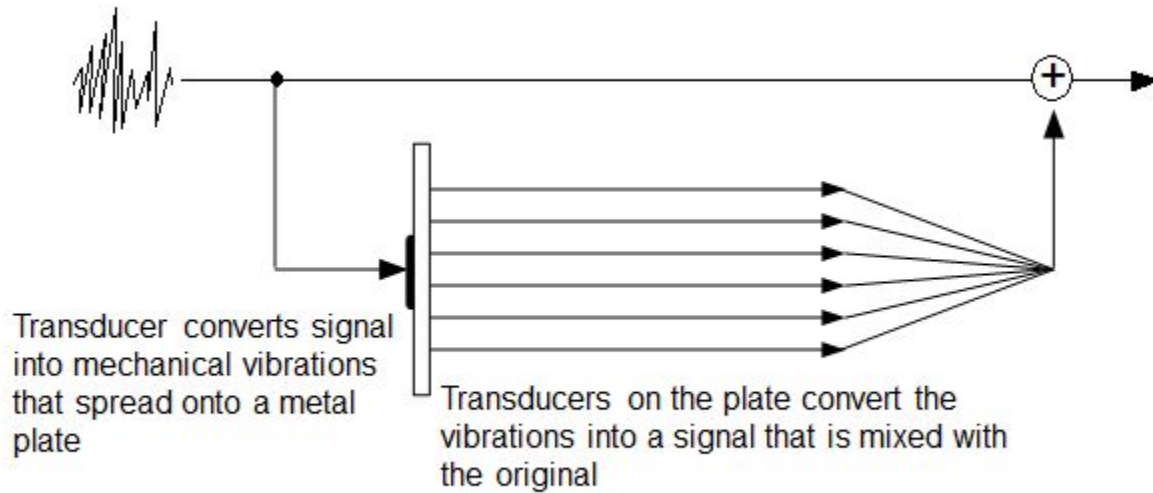 +
Transducer converts signal
into mechanical vibrations
that spread onto a metal
plate
Transducers on the plate convert the
vibrations into a signal that is mixed with
the original